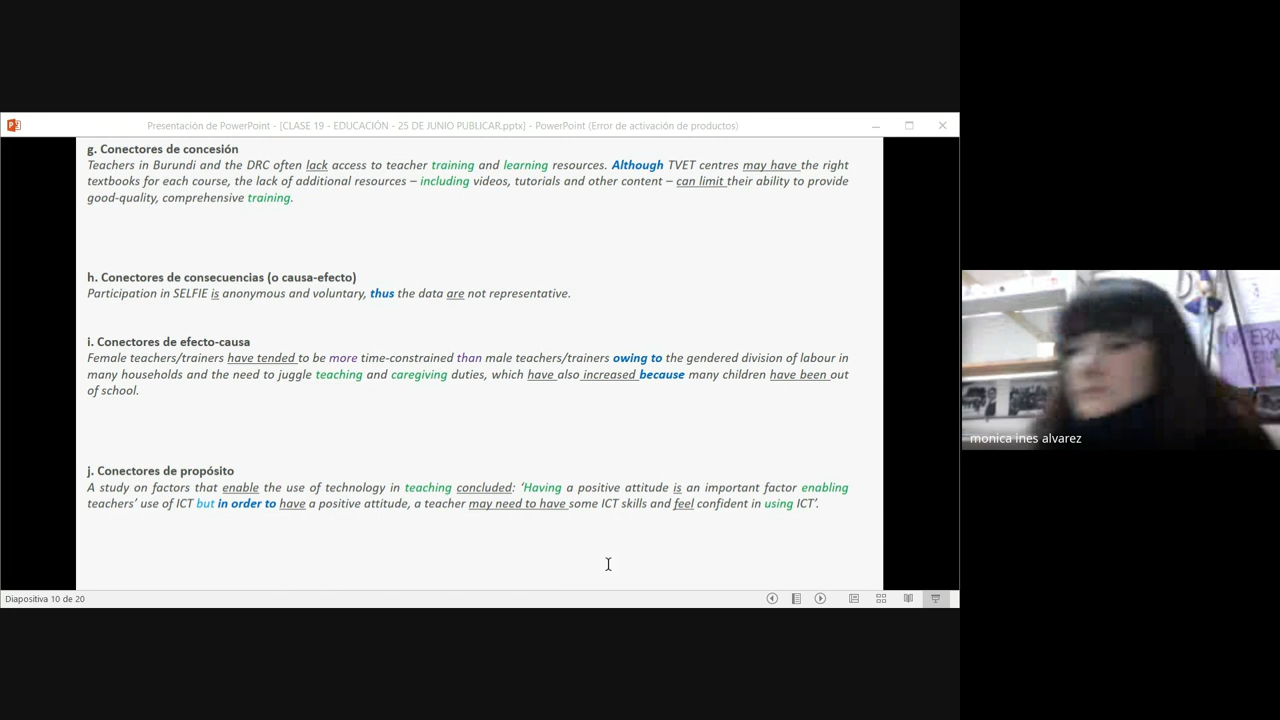 Presentación de PowerPoint - [CLASE 19 - EDUCACIÓN - 25 DE JUNIO PUBLICAR.pptx] - PowerPoint (Error de activación de productos)
g. Conectores de concesión
Teachers in Burundi and the DRC often lack access to teacher training and learning resources. Although TVET centres may have the right
textbooks for each course, the lack of additional resources – including videos, tutorials and other content – can limit their ability to provide
good-quality, comprehensive training.
h. Conectores de consecuencias (o causa-efecto)
Participation in SELFIE is anonymous and voluntary, thus the data are not representative.
i. Conectores de efecto-causa
Female teachers/trainers have tended to be more time-constrained than male teachers/trainers owing to the gendered division of labour in
many households and the need to juggle teaching and caregiving duties, which have also increased because many children have been out
of school.
j. Conectores de propósito
A study on factors that enable the use of technology in teaching concluded: ‘Having a positive attitude is an important factor enabling
teachers’ use of ICT but in order to have a positive attitude, a teacher may need to have some ICT skills and feel confident in using ICT’.
Diapositiva 10 de 20
monica ines alvarez